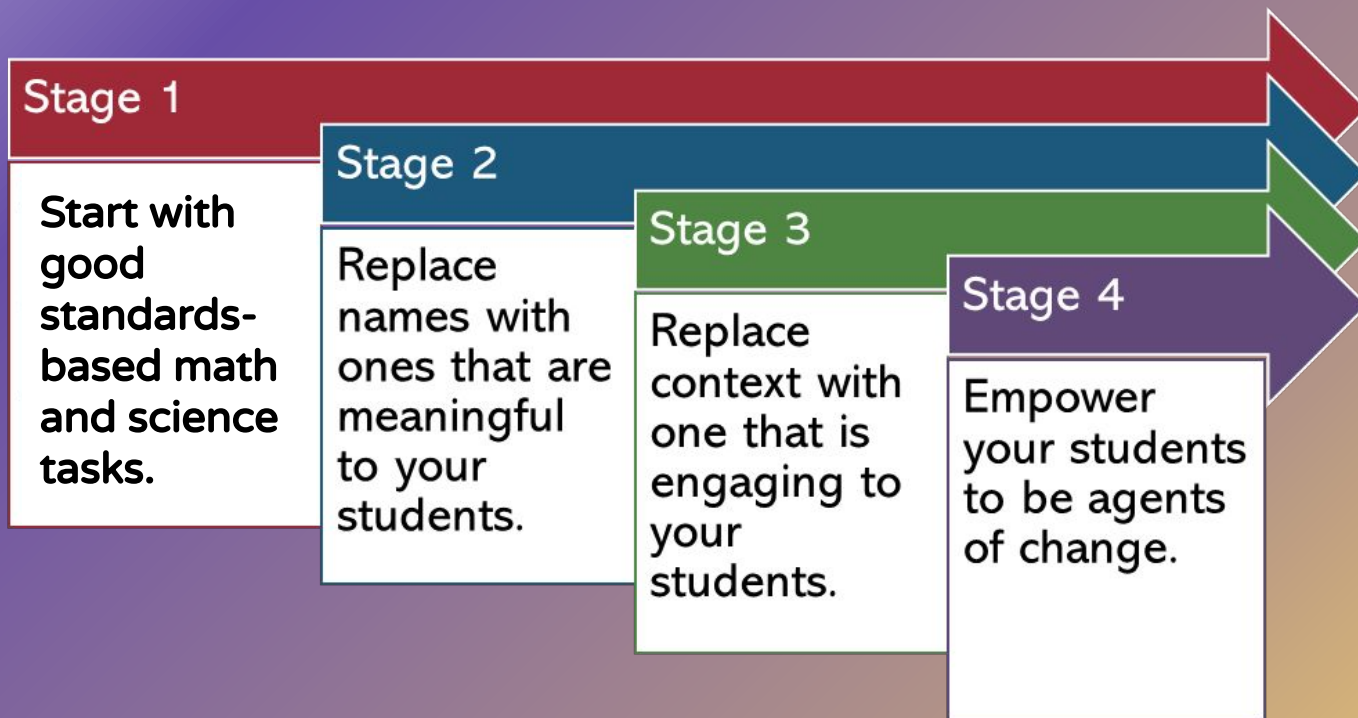 Stage 1
Start with
good
standards-
based math
and science
tasks.
Stage 2
Replace
names with
ones that are
meaningful
to your
students.
Stage 3
Replace
context with
one that is
engaging to
your
students.
Stage 4
Empower
your students
to be agents
of change.